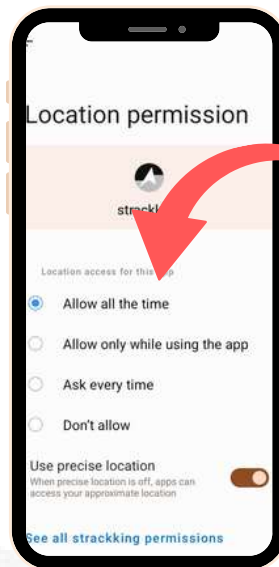 Location permission
Location access for this
Allow all the time
Allow only while using the app
Ask every time
Don't allow
Use precise location
When precise location is off, apps can
access your approximate location
See all strackking permissions